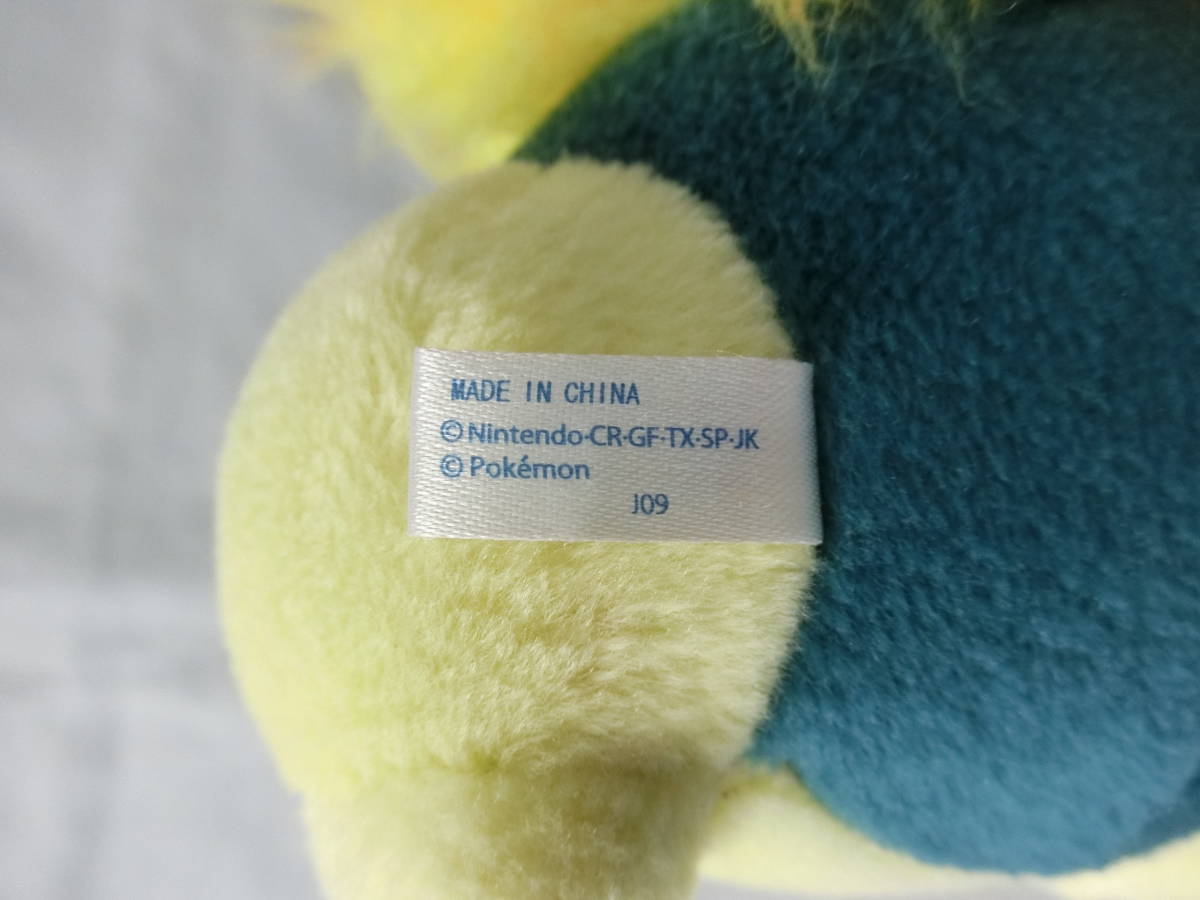 MADE IN CHINA
©Nintendo·CR·GF·TX·SP·JK
© Pokémon
J09